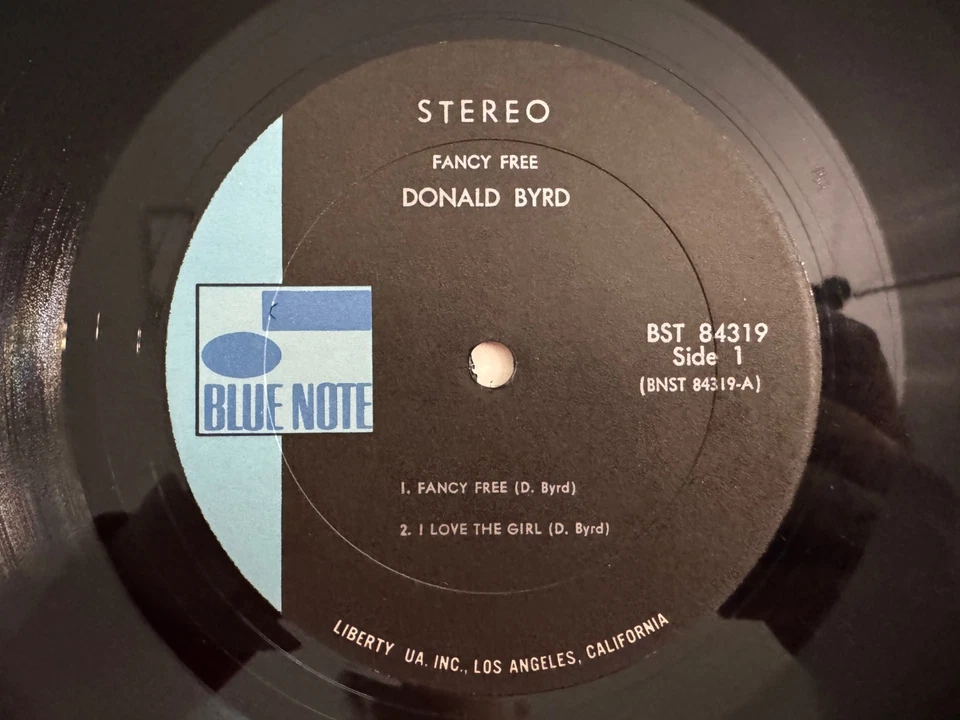 STEREO
FANCY FREE
DONALD BYRD
BLUE NOTE
BST 84319
Side 1
(BNST 84319-A)
1. FANCY FREE (D. Byrd)
2. I LOVE THE GIRL (D. Byrd)
LIBERTY UA. INC., LOS ANGELES, CALIFORNIA